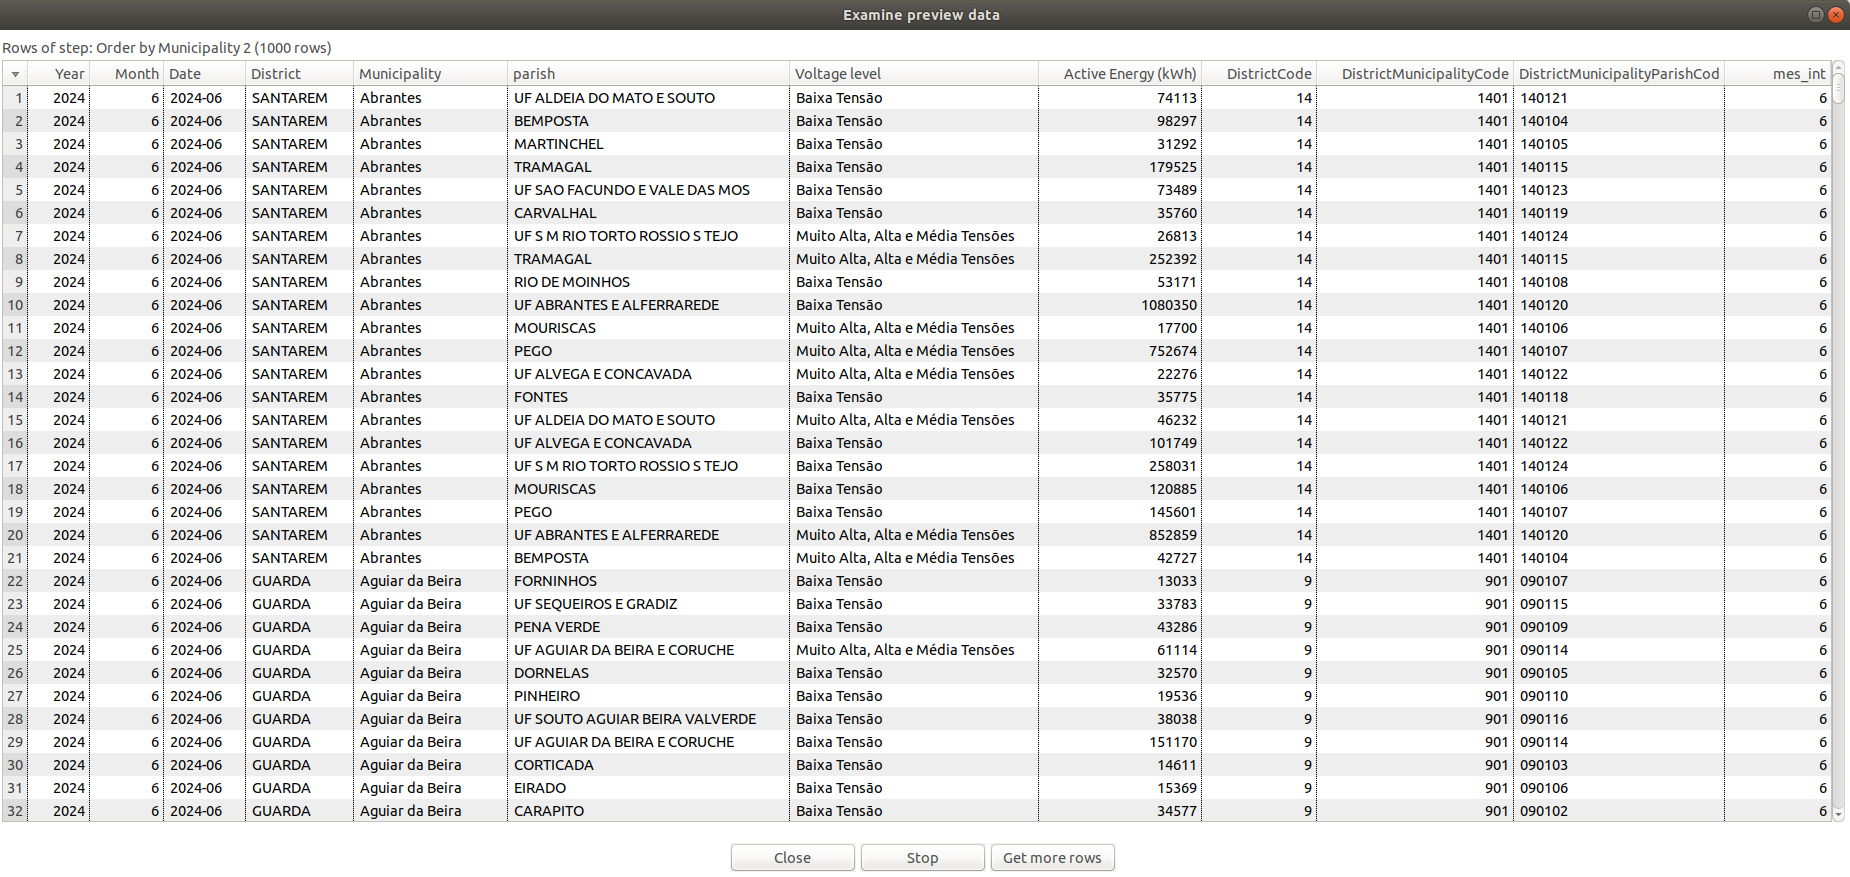 Examine preview data
Rows of step: Order by Municipality 2 (1000 rows)
Year Month Date District Municipality parish Voltage level Active Energy (kWh) DistrictCode DistrictMunicipalityCode DistrictMunicipalityParishCod mes_int
1 2024 6 2024-06 SANTAREM Abrantes UF ALDEIA DO MATO E SOUTO Baixa Tensão 74113 14 1401 140121 6
2 2024 6 2024-06 SANTAREM Abrantes BEMPOSTA Baixa Tensão 98297 14 1401 140104 6
3 2024 6 2024-06 SANTAREM Abrantes MARTINCHEL Baixa Tensão 31292 14 1401 140105 6
4 2024 6 2024-06 SANTAREM Abrantes TRAMAGAL Baixa Tensão 179525 14 1401 140115 6
5 2024 6 2024-06 SANTAREM Abrantes UF SAO FACUNDO E VALE DAS MOS Baixa Tensão 73489 14 1401 140123 6
6 2024 6 2024-06 SANTAREM Abrantes CARVALHAL Baixa Tensão 35760 14 1401 140119 6
7 2024 6 2024-06 SANTAREM Abrantes UF S M RIO TORTO ROSSIO S TEJO Muito Alta, Alta e Média Tensões 26813 14 1401 140124 6
8 2024 6 2024-06 SANTAREM Abrantes TRAMAGAL Muito Alta, Alta e Média Tensões 252392 14 1401 140115 6
9 2024 6 2024-06 SANTAREM Abrantes RIO DE MOINHOS Baixa Tensão 53171 14 1401 140108 6
10 2024 6 2024-06 SANTAREM Abrantes UF ABRANTES E ALFERRAREDE Baixa Tensão 1080350 14 1401 140120 6
11 2024 6 2024-06 SANTAREM Abrantes MOURISCAS Muito Alta, Alta e Média Tensões 17700 14 1401 140106 6
12 2024 6 2024-06 SANTAREM Abrantes PEGO Muito Alta, Alta e Média Tensões 752674 14 1401 140107 6
13 2024 6 2024-06 SANTAREM Abrantes UF ALVEGA E CONCAVADA Muito Alta, Alta e Média Tensões 22276 14 1401 140122 6
14 2024 6 2024-06 SANTAREM Abrantes FONTES Baixa Tensão 35775 14 1401 140118 6
15 2024 6 2024-06 SANTAREM Abrantes UF ALDEIA DO MATO E SOUTO Muito Alta, Alta e Média Tensões 46232 14 1401 140121 6
16 2024 6 2024-06 SANTAREM Abrantes UF ALVEGA E CONCAVADA Baixa Tensão 101749 14 1401 140122 6
17 2024 6 2024-06 SANTAREM Abrantes UF S M RIO TORTO ROSSIO S TEJO Baixa Tensão 258031 14 1401 140124 6
18 2024 6 2024-06 SANTAREM Abrantes MOURISCAS Baixa Tensão 120885 14 1401 140106 6
19 2024 6 2024-06 SANTAREM Abrantes PEGO Baixa Tensão 145601 14 1401 140107 6
20 2024 6 2024-06 SANTAREM Abrantes UF ABRANTES E ALFERRAREDE Muito Alta, Alta e Média Tensões 852859 14 1401 140120 6
21 2024 6 2024-06 SANTAREM Abrantes BEMPOSTA Muito Alta, Alta e Média Tensões 42727 14 1401 140104 6
22 2024 6 2024-06 GUARDA Aguiar da Beira FORNINHOS Baixa Tensão 13033 9 901 090107 6
23 2024 6 2024-06 GUARDA Aguiar da Beira UF SEQUEIROS E GRADIZ Baixa Tensão 33783 9 901 090115 6
24 2024 6 2024-06 GUARDA Aguiar da Beira PENA VERDE Baixa Tensão 43286 9 901 090109 6
25 2024 6 2024-06 GUARDA Aguiar da Beira UF AGUIAR DA BEIRA E CORUCHE Muito Alta, Alta e Média Tensões 61114 9 901 090114 6
26 2024 6 2024-06 GUARDA Aguiar da Beira DORNELAS Baixa Tensão 32570 9 901 090105 6
27 2024 6 2024-06 GUARDA Aguiar da Beira PINHEIRO Baixa Tensão 19536 9 901 090110 6
28 2024 6 2024-06 GUARDA Aguiar da Beira UF SOUTO AGUIAR BEIRA VALVERDE Baixa Tensão 38038 9 901 090116 6
29 2024 6 2024-06 GUARDA Aguiar da Beira UF AGUIAR DA BEIRA E CORUCHE Baixa Tensão 151170 9 901 090114 6
30 2024 6 2024-06 GUARDA Aguiar da Beira CORTICADA Baixa Tensão 14611 9 901 090103 6
31 2024 6 2024-06 GUARDA Aguiar da Beira EIRADO Baixa Tensão 15369 9 901 090106 6
32 2024 6 2024-06 GUARDA Aguiar da Beira CARAPITO Baixa Tensão 34577 9 901 090102 6
Close Stop Get more rows